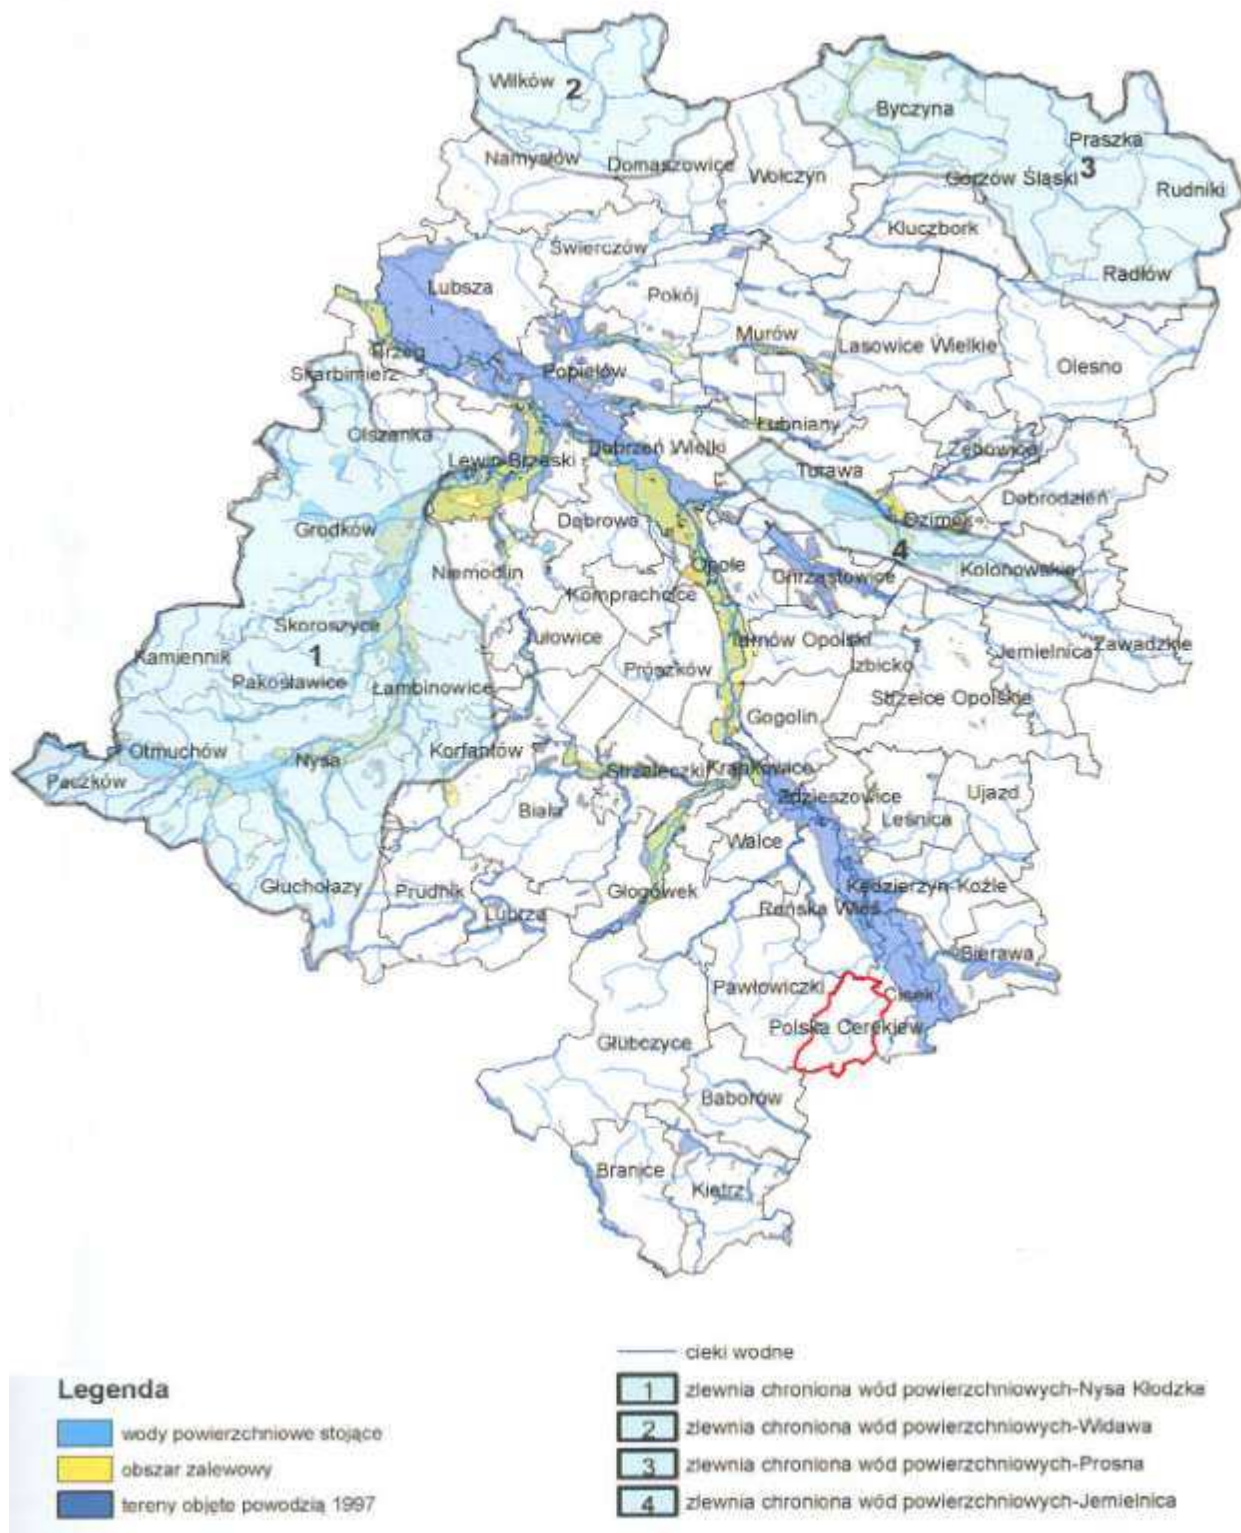 Wilków
2
Byczyna
Praszka
3
Namysłów
Domaszowice
Wołczyn
Gorzów Śląski
Rudniki
Kluczbork
Świerczów
Radłów
Lubsza
Pokój
Murów
Lasowice Wielkie
Olesno
Brzeg
Skarbimierz
Popielów
Łubniany
Olszanka
Lewin Brzeski
Dobrzeń Wielki
Zębowice
Turawa
Dobrodzień
Grodków
Dąbrowa
Ozimek
4
Niemodlin
Opole
Chrząstowice
Kolonowskie
Komprachcice
Skoroszyce
Tułowice
Tarnów Opolski
Kamiennik
1
Prószków
Izbicko
Jemielnica
Zawadzkie
Pakosławice
Łambinowice
Strzelce Opolskie
Gogolin
Otmuchów
Nysa
Korfantów
Paczków
Strzeleczki
Krapkowice
Zdzieszowice
Ujazd
Biała
Leśnica
Walce
Głuchołazy
Prudnik
Głogówek
Kędzierzyn-Koźle
Lubrza
Reńska Wieś
Bierawa
Pawłowiczki
Cisek
Polska Cerekiew
Głubczyce
Baborów
Branice
Kietrz
Legenda
wody powierzchniowe stojące
obszar zalewowy
tereny objęte powodzią 1997
cieki wodne
1 zlewnia chroniona wód powierzchniowych-Nysa Kłodzka
2 zlewnia chroniona wód powierzchniowych-Widawa
3 zlewnia chroniona wód powierzchniowych-Prosna
4 zlewnia chroniona wód powierzchniowych-Jemielnica